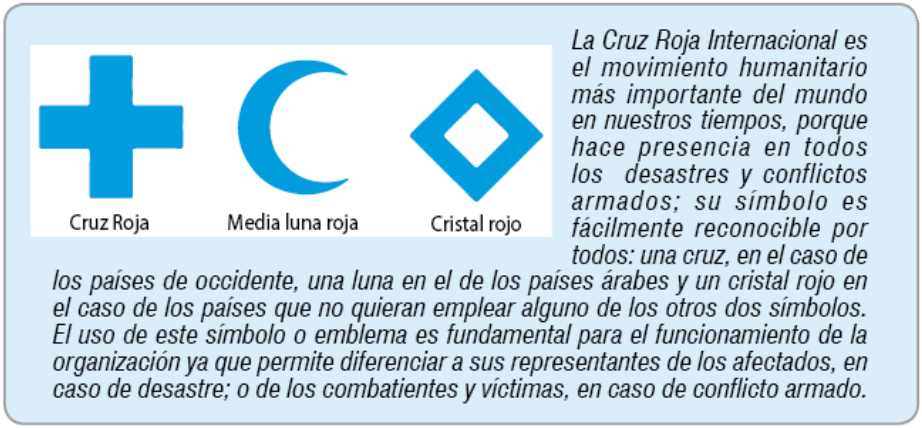 La Cruz Roja Internacional es
el movimiento humanitario
más importante del mundo
en nuestros tiempos, porque
hace presencia en todos
los desastres y conflictos
armados; su símbolo es
fácilmente reconocible por
todos: una cruz, en el caso de
Cruz Roja
Media luna roja
Cristal rojo
los países de occidente, una luna en el de los países árabes y un cristal rojo en
el caso de los países que no quieran emplear alguno de los otros dos símbolos.
El uso de este símbolo o emblema es fundamental para el funcionamiento de la
organización ya que permite diferenciar a sus representantes de los afectados, en
caso de desastre; o de los combatientes y víctimas, en caso de conflicto armado.